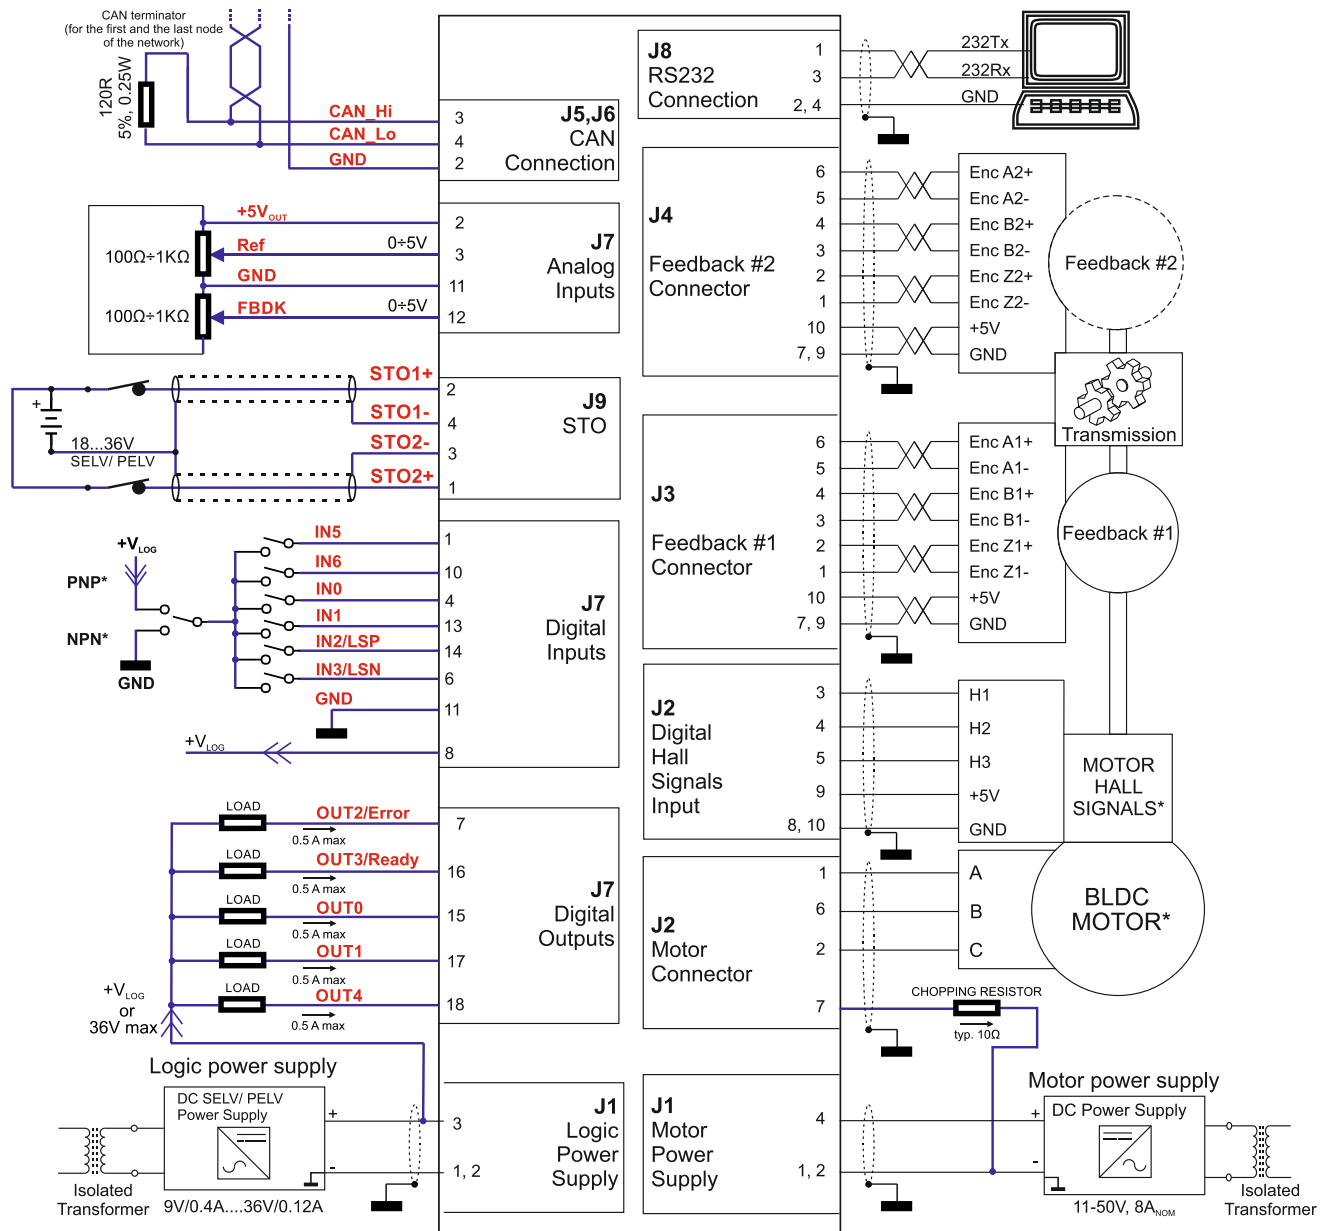 CAN terminator
(for the first and the last node
of the network)
120R
5%, 0.25W
CAN_Hi
CAN_Lo
GND
3
4
2
J5,J6
CAN
Connection
+5VOUT
Ref
0÷5V
GND
FBDK
0÷5V
100Ω÷1KΩ
100Ω÷1KΩ
2
3
11
12
J7
Analog
Inputs
STO1+
STO1-
STO2-
STO2+
+
18...36V
SELV/ PELV
2
4
3
1
J9
STO
+VLOG
PNP*
NPN*
GND
IN5
IN6
IN0
IN1
IN2/LSP
IN3/LSN
GND
+VLOG
1
10
4
13
14
6
11
8
J7
Digital
Inputs
LOAD
OUT2/Error
0.5 A max
LOAD
OUT3/Ready
0.5 A max
LOAD
OUT0
0.5 A max
LOAD
OUT1
0.5 A max
LOAD
OUT4
0.5 A max
+VLOG
or
36V max
7
16
15
17
18
J7
Digital
Outputs
Logic power supply
DC SELV/ PELV
Power Supply
+
-
Isolated
Transformer
9V/0.4A....36V/0.12A
3
1, 2
J1
Logic
Power
Supply
J8
RS232
Connection
1
3
2, 4
232Tx
232Rx
GND
J4
Feedback #2
Connector
6
5
4
3
2
1
10
7, 9
Enc A2+
Enc A2-
Enc B2+
Enc B2-
Enc Z2+
Enc Z2-
+5V
GND
Feedback #2
Transmission
J3
Feedback #1
Connector
6
5
4
3
2
1
10
7, 9
Enc A1+
Enc A1-
Enc B1+
Enc B1-
Enc Z1+
Enc Z1-
+5V
GND
Feedback #1
J2
Digital
Hall
Signals
Input
3
4
5
9
8, 10
H1
H2
H3
+5V
GND
MOTOR
HALL
SIGNALS*
J2
Motor
Connector
1
6
2
7
A
B
C
BLDC
MOTOR*
CHOPPING RESISTOR
typ. 10Ω
J1
Motor
Power
Supply
4
1, 2
Motor power supply
DC Power Supply
+
-
11-50V, 8ANOM
Isolated
Transformer